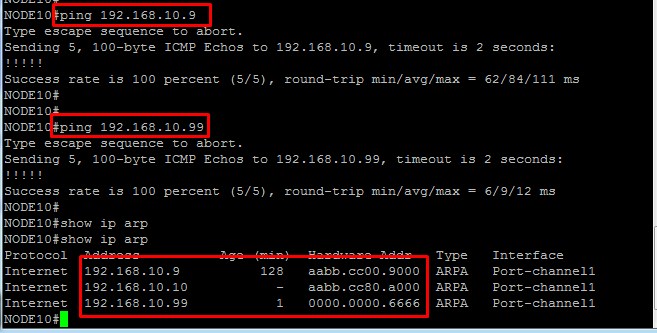 NODE10#
NODE10#ping 192.168.10.9
Type escape sequence to abort.
Sending 5, 100-byte ICMP Echos to 192.168.10.9, timeout is 2 seconds:
!!!!!
Success rate is 100 percent (5/5), round-trip min/avg/max = 62/84/111 ms
NODE10#
NODE10#
NODE10#ping 192.168.10.99
Type escape sequence to abort.
Sending 5, 100-byte ICMP Echos to 192.168.10.99, timeout is 2 seconds:
!!!!!
Success rate is 100 percent (5/5), round-trip min/avg/max = 6/9/12 ms
NODE10#
NODE10#show ip arp
NODE10#show ip arp
Protocol  Address          Age (min)  Hardware Addr   Type   Interface
Internet  192.168.10.9          128   aabb.cc00.9000  ARPA   Port-channel1
Internet  192.168.10.10           -   aabb.cc80.a000  ARPA   Port-channel1
Internet  192.168.10.99           1   0000.0000.6666  ARPA   Port-channel1
NODE10#